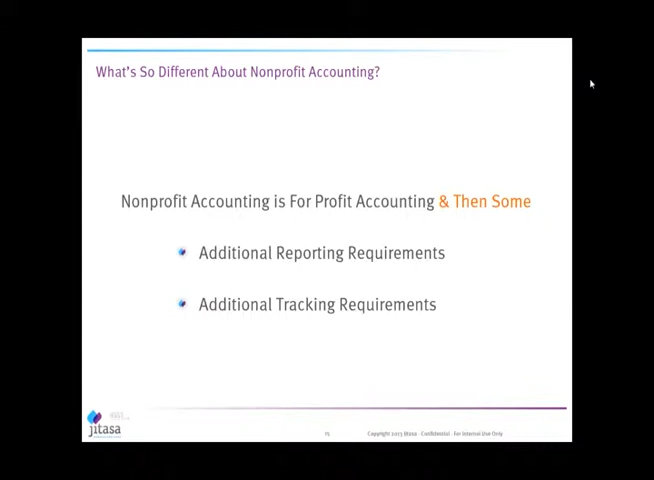 What's So Different About Nonprofit Accounting?
Nonprofit Accounting is For Profit Accounting & Then Some
Additional Reporting Requirements
Additional Tracking Requirements
jitasa
15
Copyright 2013 Jitasa - Confidential - For Internal Use Only